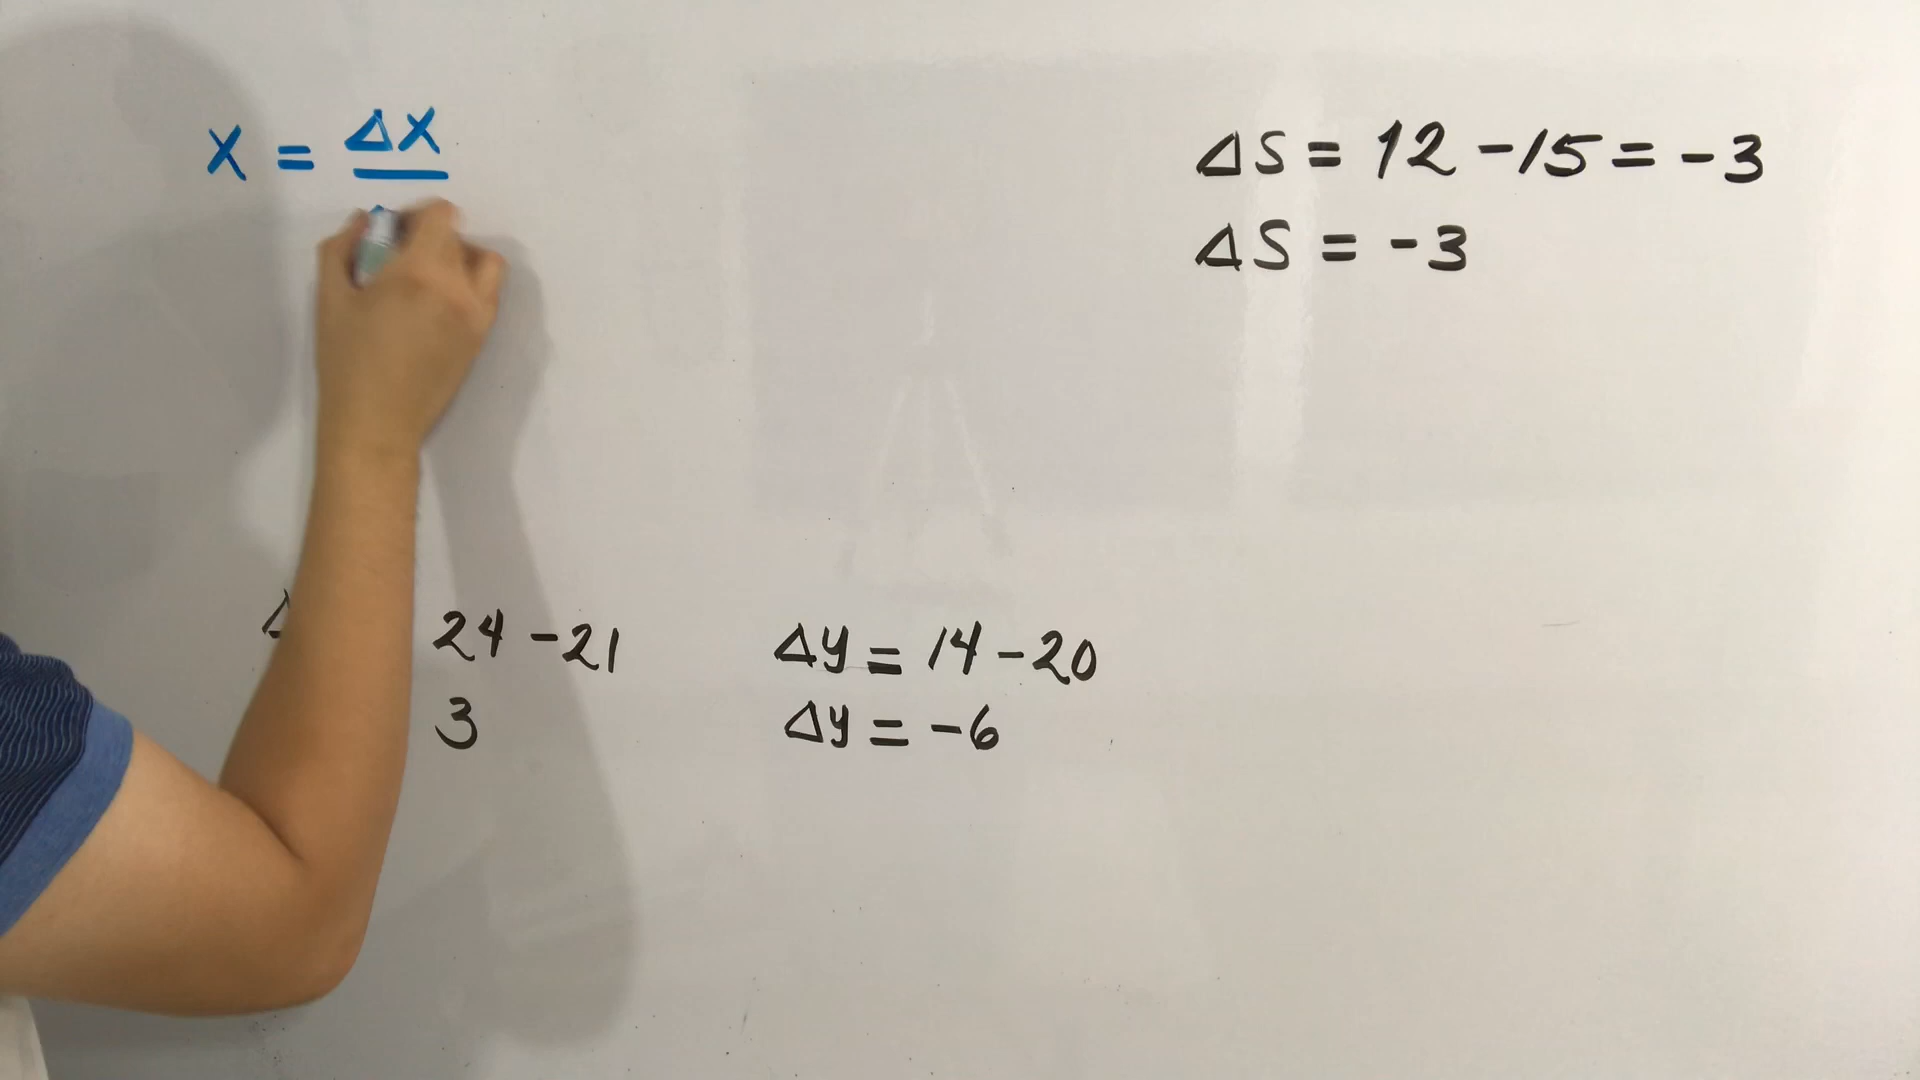 X = ΔX
ΔS = 12 - 15 = -3
ΔS = -3
Δ 24 - 21
3
Δy = 14 - 20
Δy = -6